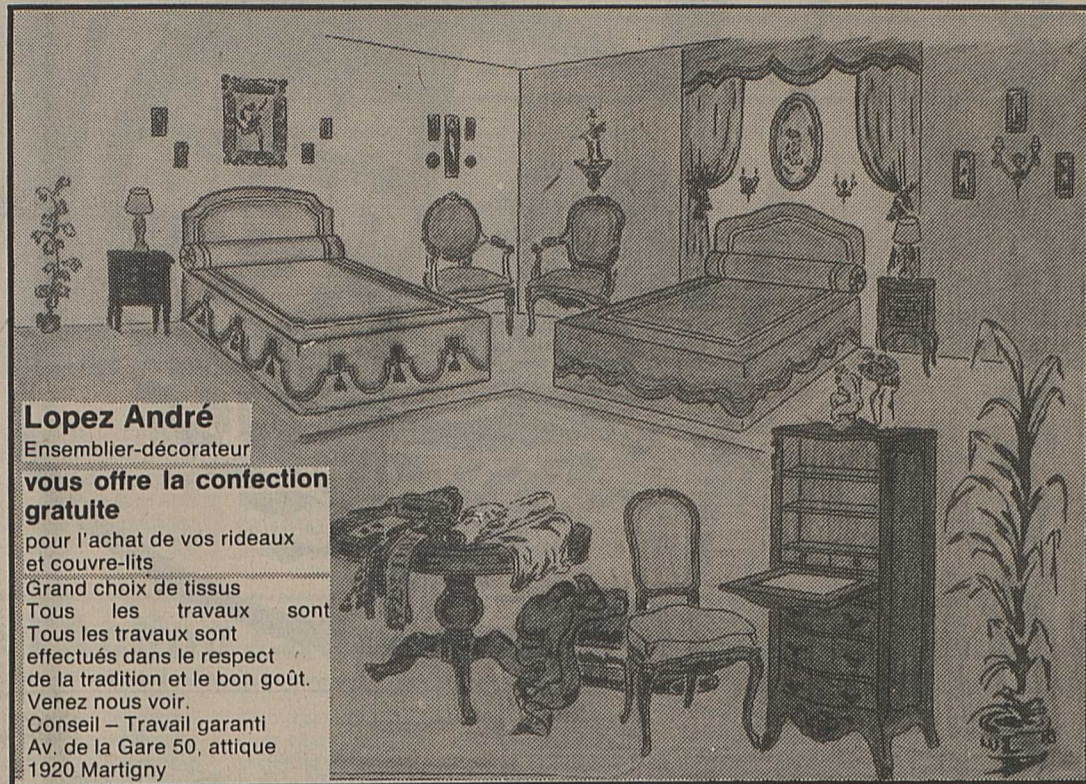 Lopez André
Ensemblier-décorateur
vous offre la confection
gratuite
pour l'achat de vos rideaux
et couvre-lits
Grand choix de tissus
Tous les travaux sont
Tous les travaux sont
effectués dans le respect
de la tradition et le bon goût.
Venez nous voir.
Conseil – Travail garanti
Av. de la Gare 50, attique
1920 Martigny